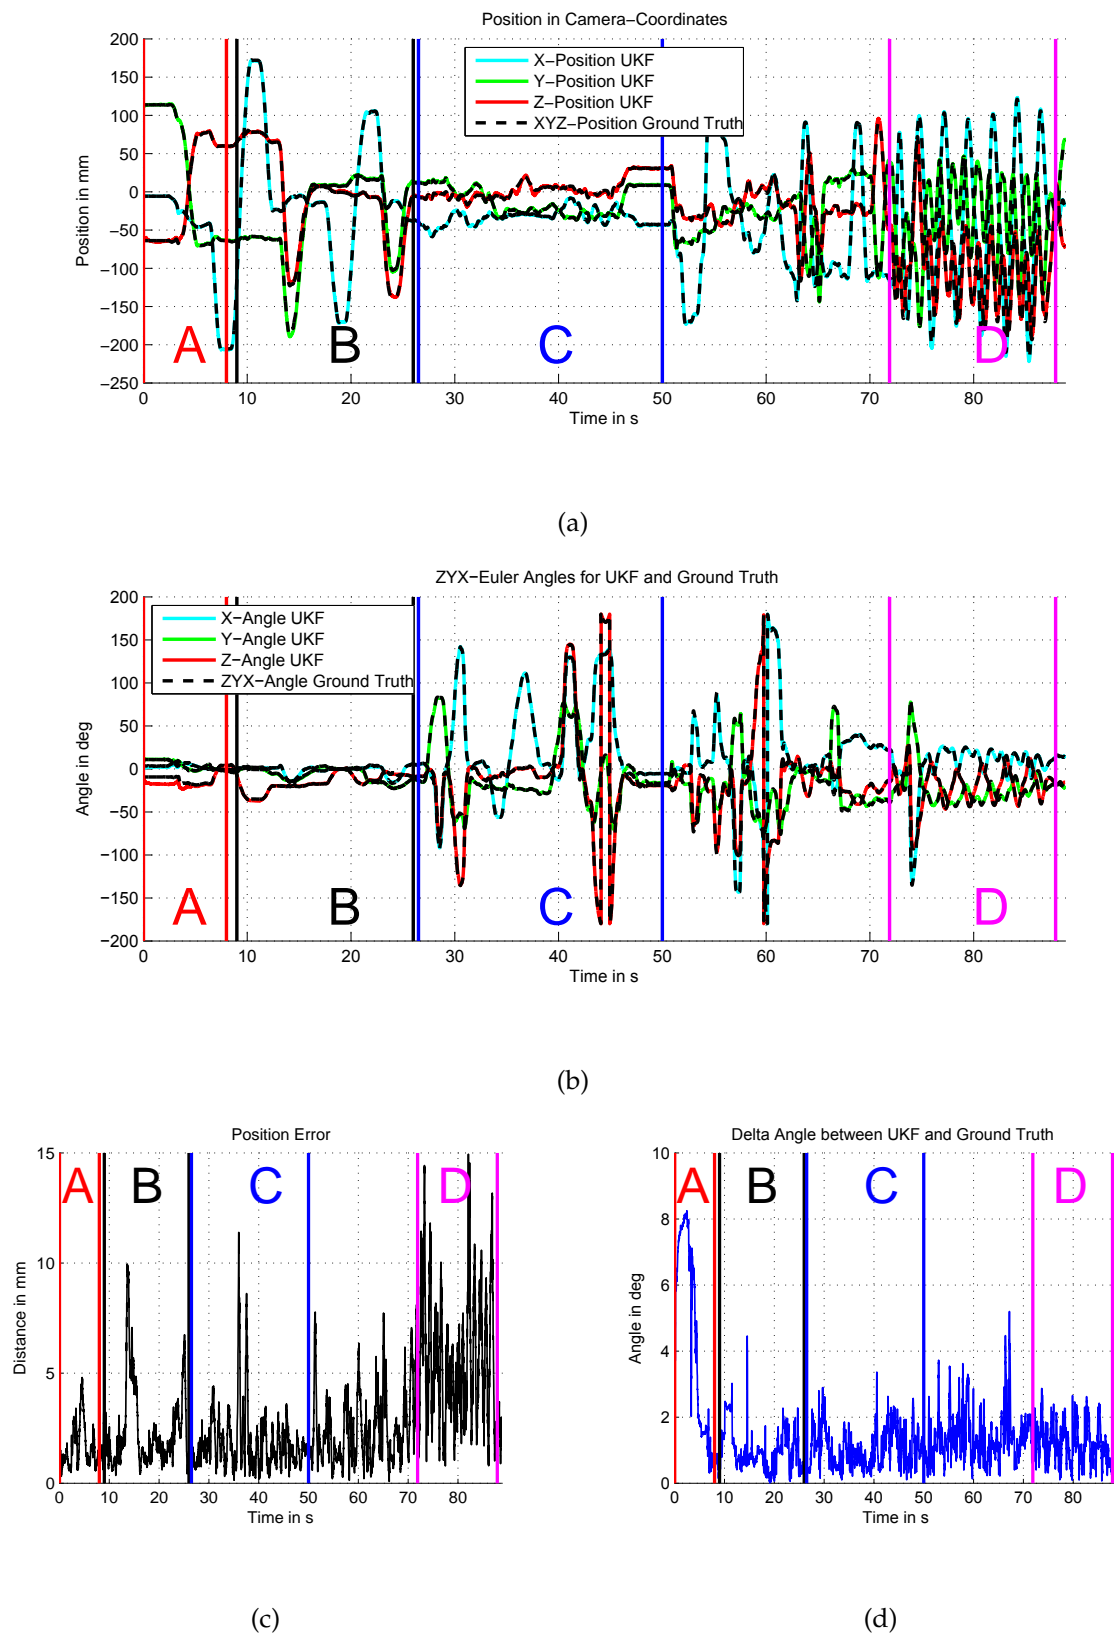 Position in Camera−Coordinates
200
150
100
50
0
−50
−100
−150
−200
−250
Position in mm
X−Position UKF
Y−Position UKF
Z−Position UKF
XYZ−Position Ground Truth
A
B
C
D
0 10 20 30 40 50 60 70 80
Time in s
(a)
ZYX−Euler Angles for UKF and Ground Truth
200
150
100
50
0
−50
−100
−150
−200
Angle in deg
X−Angle UKF
Y−Angle UKF
Z−Angle UKF
ZYX−Angle Ground Truth
A
B
C
D
0 10 20 30 40 50 60 70 80
Time in s
(b)
Position Error
15
10
5
0
Distance in mm
A
B
C
D
0 10 20 30 40 50 60 70 80
Time in s
(c)
Delta Angle between UKF and Ground Truth
10
8
6
4
2
0
Angle in deg
A
B
C
D
0 10 20 30 40 50 60 70 80
Time in s
(d)